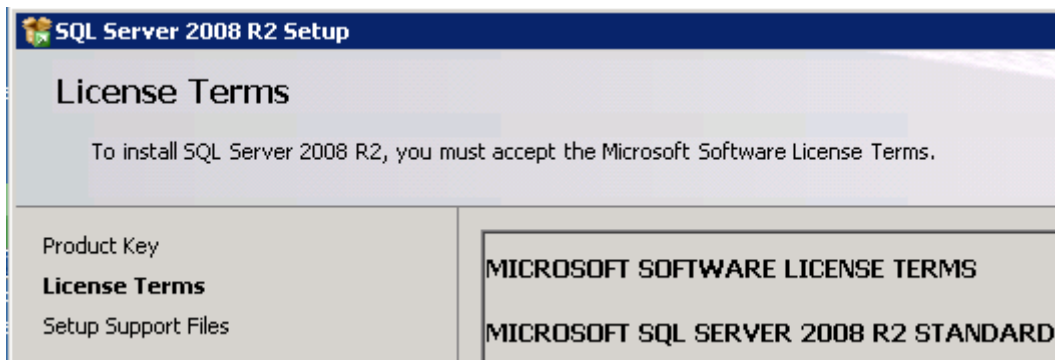 SQL Server 2008 R2 Setup
License Terms
To install SQL Server 2008 R2, you must accept the Microsoft Software License Terms.
Product Key
License Terms
Setup Support Files
MICROSOFT SOFTWARE LICENSE TERMS
MICROSOFT SQL SERVER 2008 R2 STANDARD